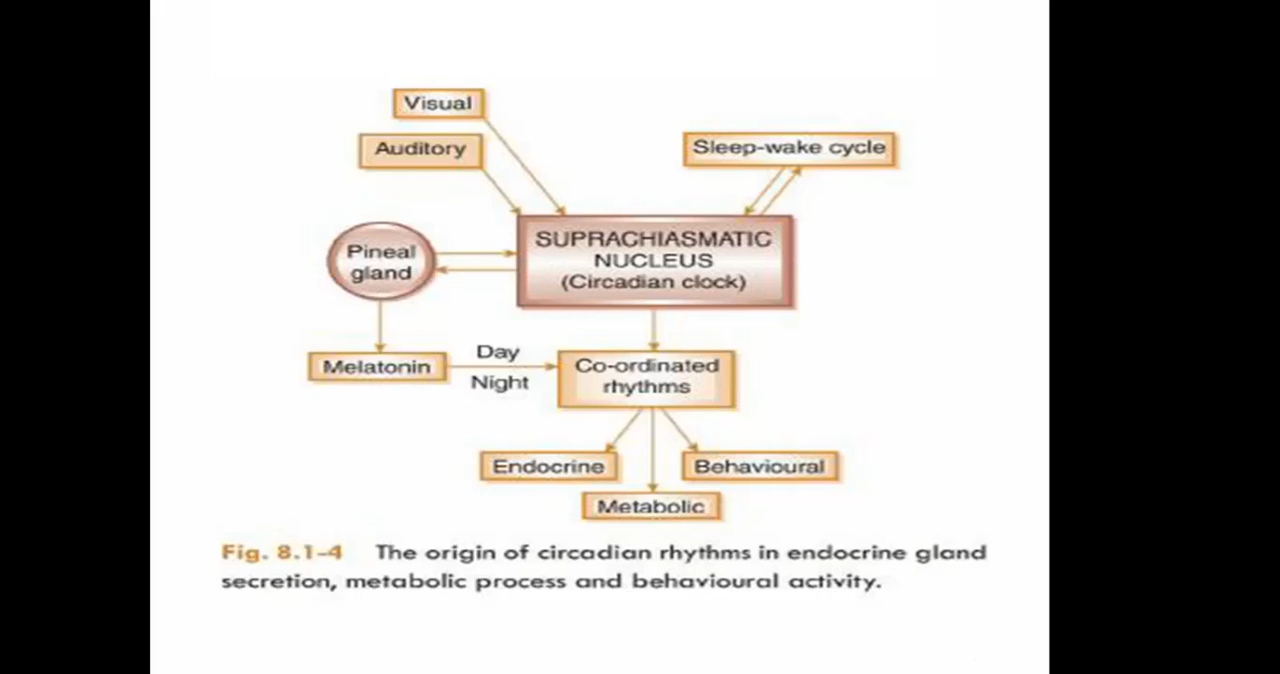 Visual
Auditory
Sleep-wake cycle
Pineal
gland
SUPRACHIASMATIC
NUCLEUS
(Circadian clock)
Melatonin
Day
Night
Co-ordinated
rhythms
Endocrine
Behavioural
Metabolic
Fig. 8.1-4 The origin of circadian rhythms in endocrine gland
secretion, metabolic process and behavioural activity.